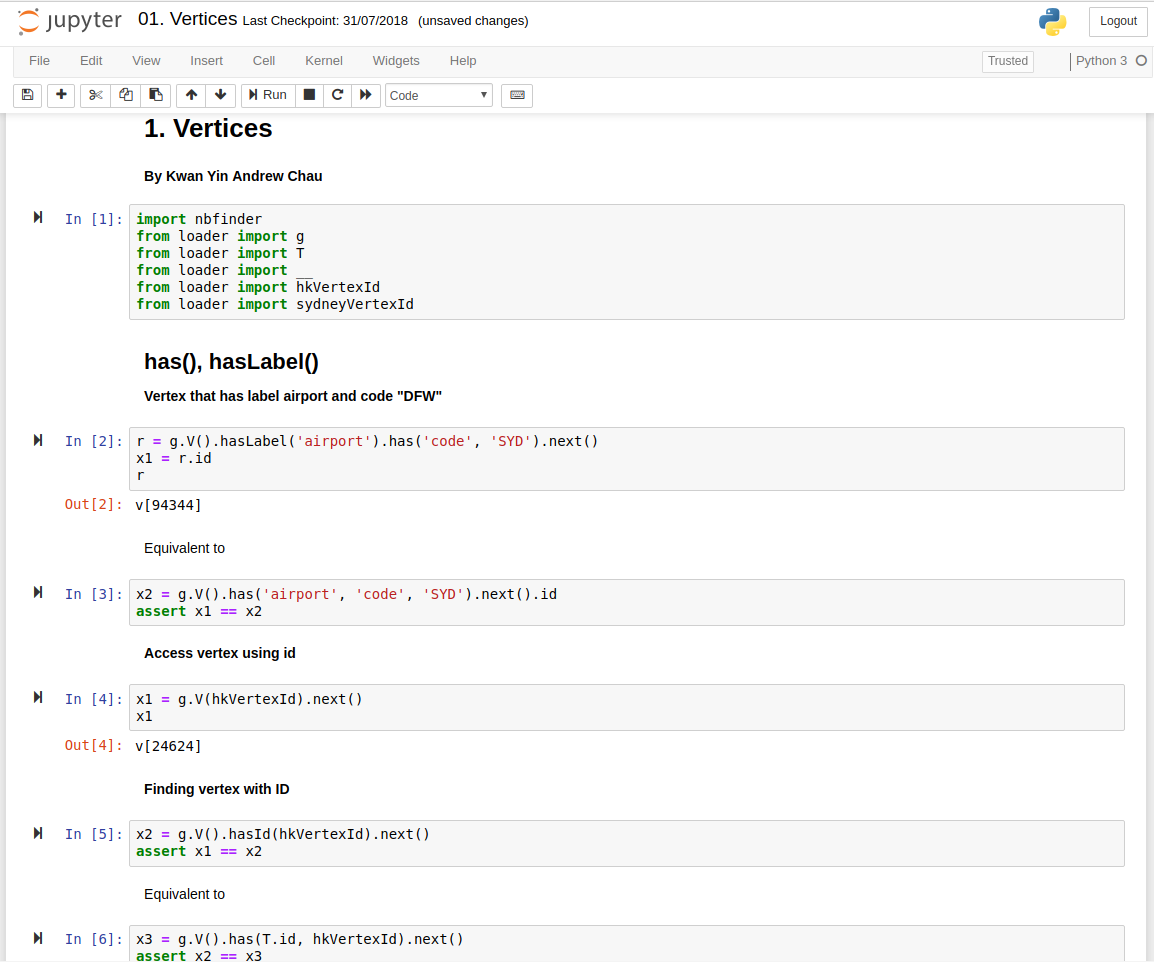 jupyter 01. Vertices Last Checkpoint: 31/07/2018 (unsaved changes) Logout
File Edit View Insert Cell Kernel Widgets Help Trusted Python 3
Run Code
1. Vertices
By Kwan Yin Andrew Chau
In [1]: import nbfinder
from loader import g
from loader import T
from loader import __
from loader import hkVertexId
from loader import sydneyVertexId
has(), hasLabel()
Vertex that has label airport and code "DFW"
In [2]: r = g.V().hasLabel('airport').has('code', 'SYD').next()
x1 = r.id
r
Out[2]: v[94344]
Equivalent to
In [3]: x2 = g.V().has('airport', 'code', 'SYD').next().id
assert x1 == x2
Access vertex using id
In [4]: x1 = g.V(hkVertexId).next()
x1
Out[4]: v[24624]
Finding vertex with ID
In [5]: x2 = g.V().hasId(hkVertexId).next()
assert x1 == x2
Equivalent to
In [6]: x3 = g.V().has(T.id, hkVertexId).next()
assert x2 == x3